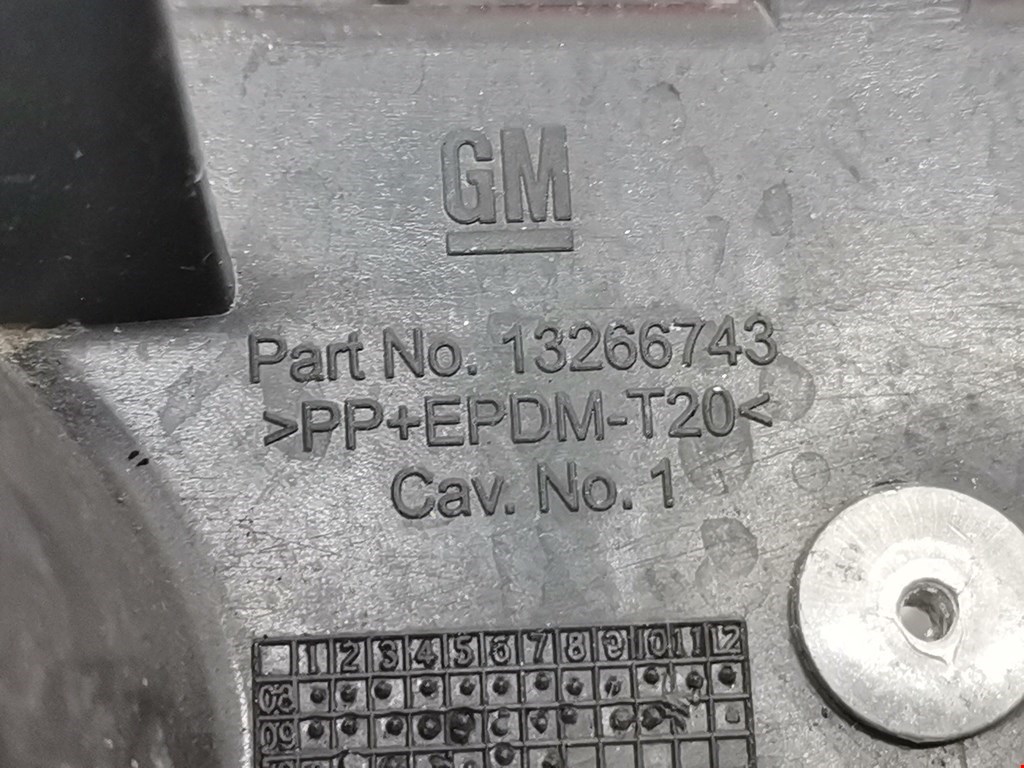 GM
Part No. 13266743
>PP+EPDM-T20<
Cav. No. 1
1 2 3 4 5 6 7 8 9 10 11 12
08
09